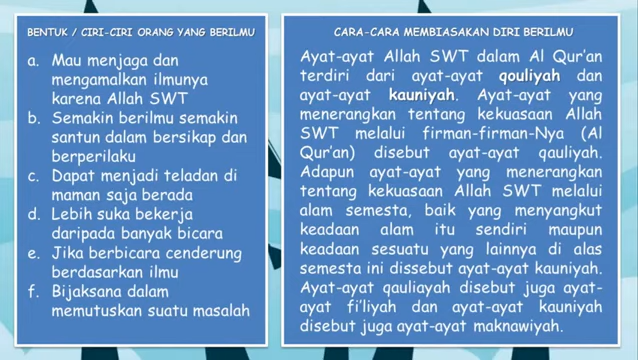 BENTUK / CIRI-CIRI ORANG YANG BERILMU
a. Mau menjaga dan
mengamalkan ilmunya
karena Allah SWT
b. Semakin berilmu semakin
santun dalam bersikap dan
berperilaku
c. Dapat menjadi teladan di
maman saja berada
d. Lebih suka bekerja
daripada banyak bicara
e. Jika berbicara cenderung
berdasarkan ilmu
f. Bijaksana dalam
memutuskan suatu masalah
CARA-CARA MEMBIASAKAN DIRI BERILMU
Ayat-ayat Allah SWT dalam Al Qur'an
terdiri dari ayat-ayat qouliyah dan
ayat-ayat kauniyah. Ayat-ayat yang
menerangkan tentang kekuasaan Allah
SWT melalui firman-firman-Nya (Al
Qur'an) disebut ayat-ayat qauliyah.
Adapun ayat-ayat yang menerangkan
tentang kekuasaan Allah SWT melalui
alam semesta, baik yang menyangkut
keadaan alam itu sendiri maupun
keadaan sesuatu yang lainnya di alas
semesta ini dissebut ayat-ayat kauniyah.
Ayat-ayat qauliayah disebut juga ayat-
ayat fi'liyah dan ayat-ayat kauniyah
disebut juga ayat-ayat maknawiyah.